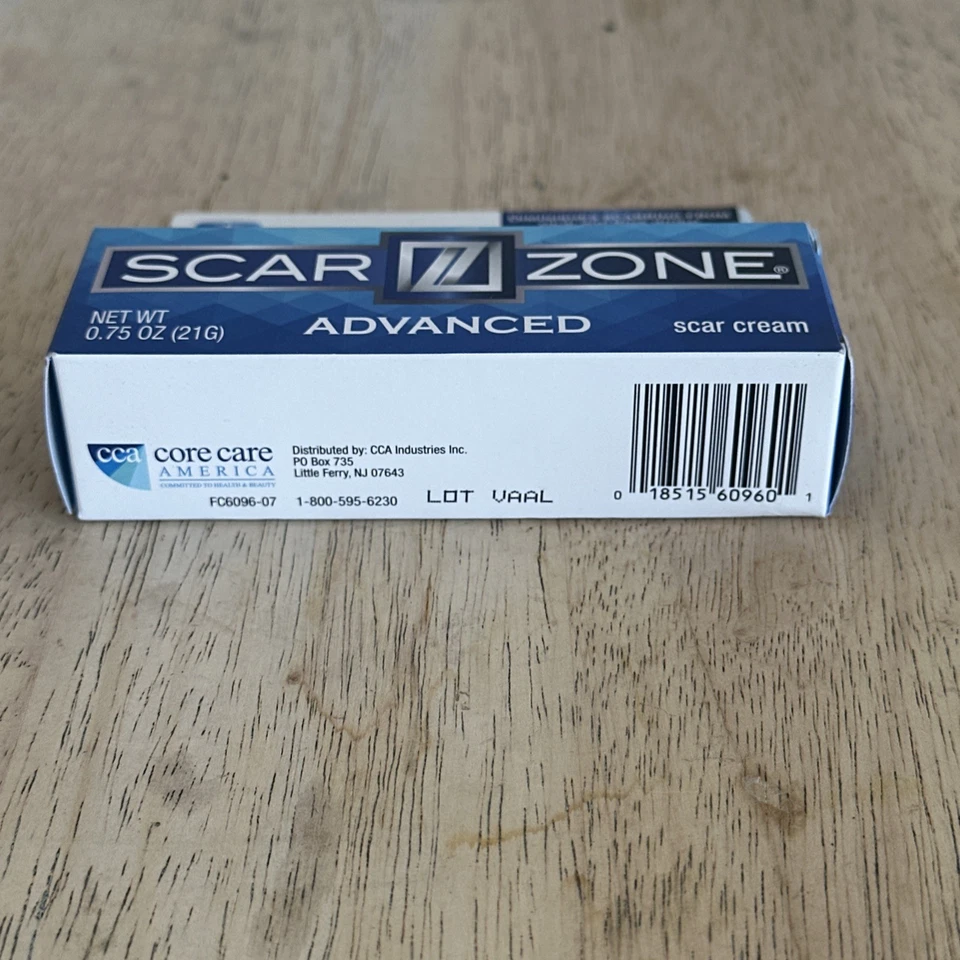 SCAR Z ZONE®
NET WT
0.75 OZ (21G)
ADVANCED
scar cream
cca
core care
AMERICA
COMMITTED TO HEALTH & BEAUTY
Distributed by: CCA Industries Inc.
PO Box 735
Little Ferry, NJ 07643
FC6096-07
1-800-595-6230
LOT VAAL
0 18515 60960 1